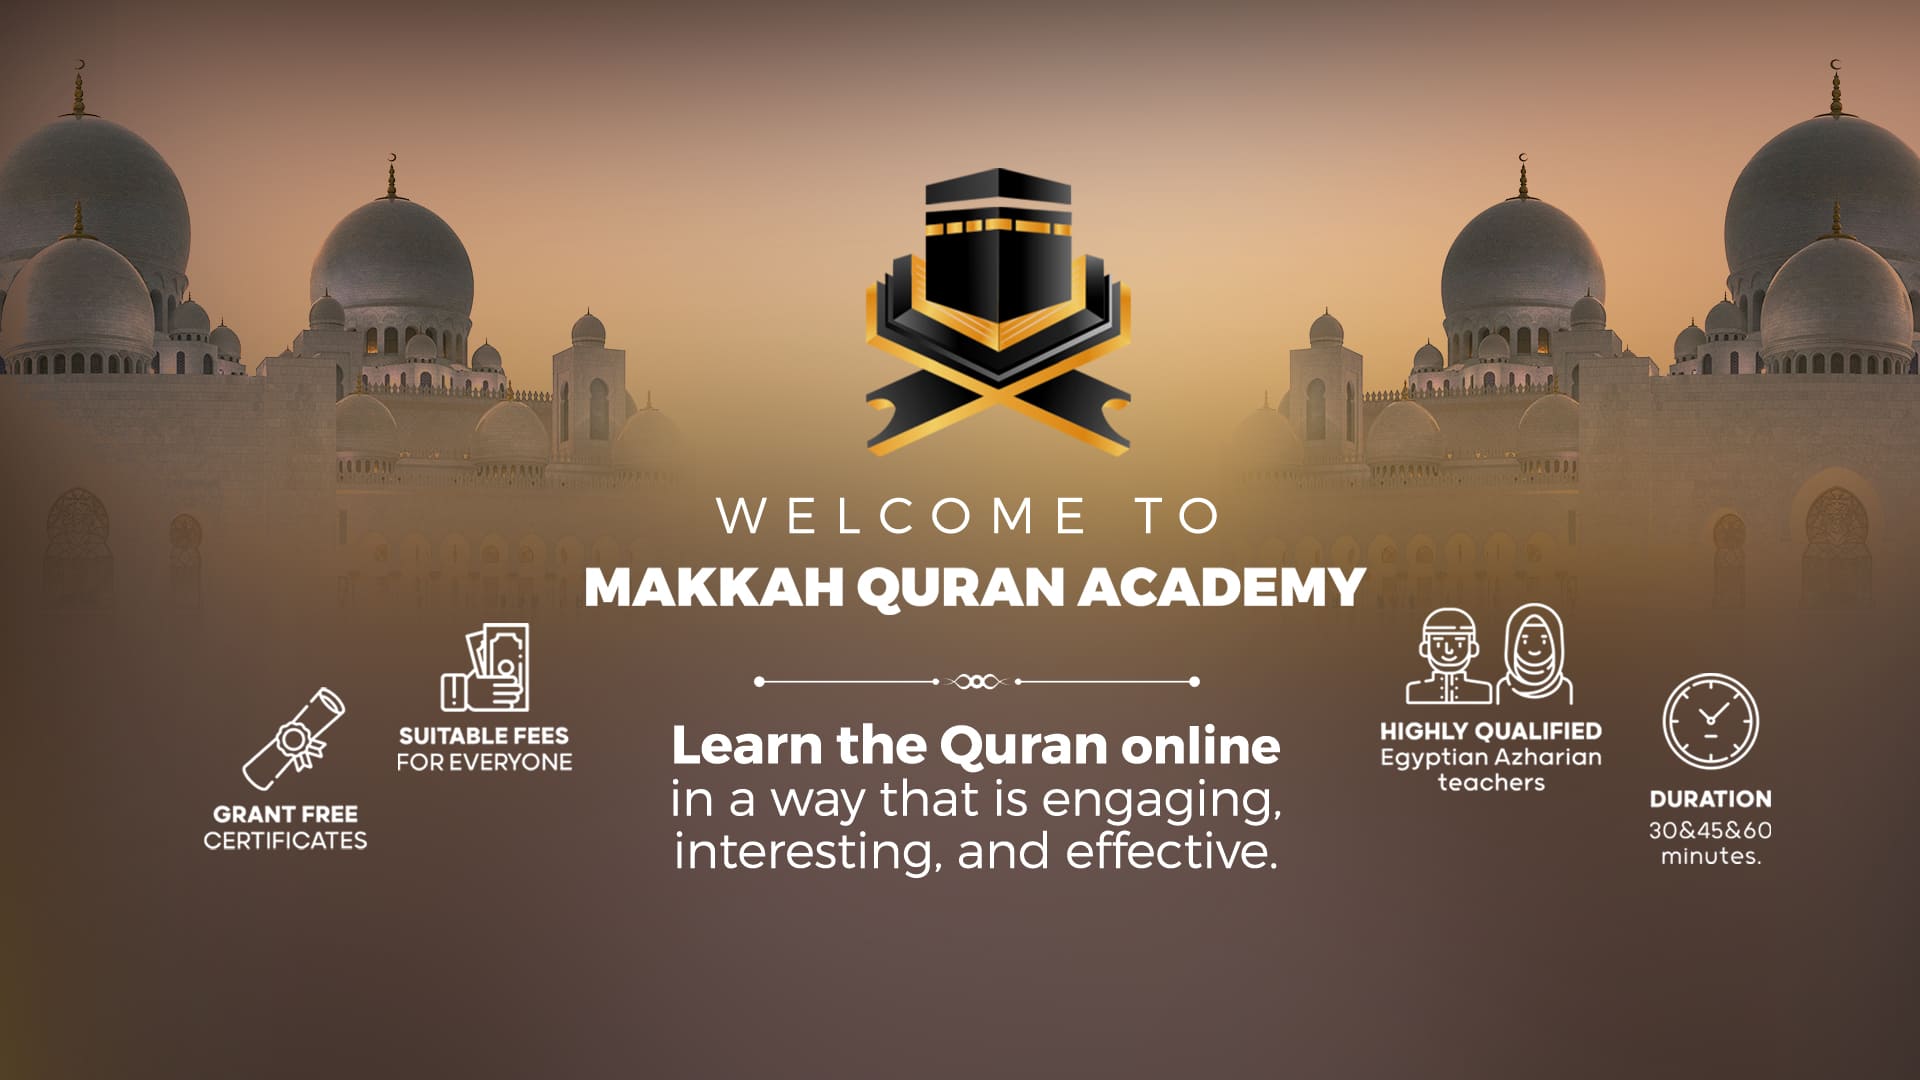 WELCOME TO
MAKKAH QURAN ACADEMY
Learn the Quran online
in a way that is engaging,
interesting, and effective.
GRANT FREE
CERTIFICATES
SUITABLE FEES
FOR EVERYONE
HIGHLY QUALIFIED
Egyptian Azharian
teachers
DURATION
30&45&60
minutes.